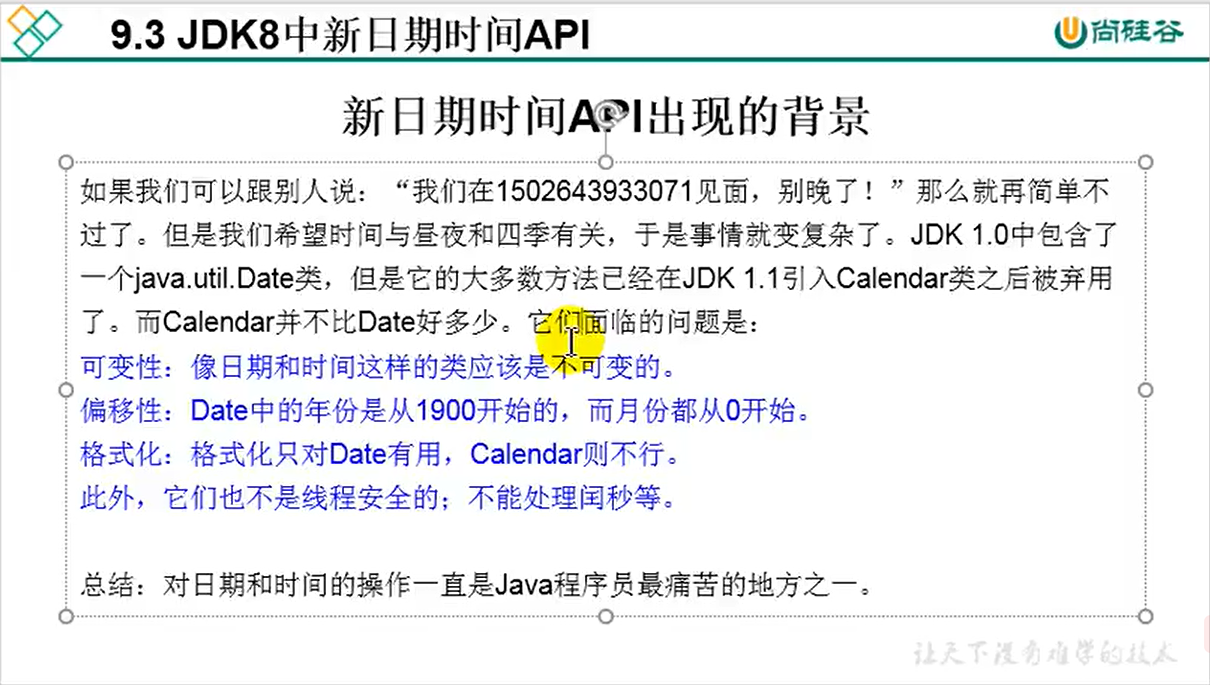 9.3 JDK8中新日期时间API
尚硅谷
新日期时间API出现的背景
如果我们可以跟别人说：“我们在1502643933071见面，别晚了！”那么就再简单不
过了。但是我们希望时间与昼夜和四季有关，于是事情就变复杂了。JDK 1.0中包含了
一个java.util.Date类，但是它的大多数方法已经在JDK 1.1引入Calendar类之后被弃用
了。而Calendar并不比Date好多少。它们面临的问题是：
可变性：像日期和时间这样的类应该是不可变的。
偏移性：Date中的年份是从1900开始的，而月份都从0开始。
格式化：格式化只对Date有用，Calendar则不行。
此外，它们也不是线程安全的；不能处理闰秒等。
总结：对日期和时间的操作一直是Java程序员最痛苦的地方之一。
让天下没有难学的技术